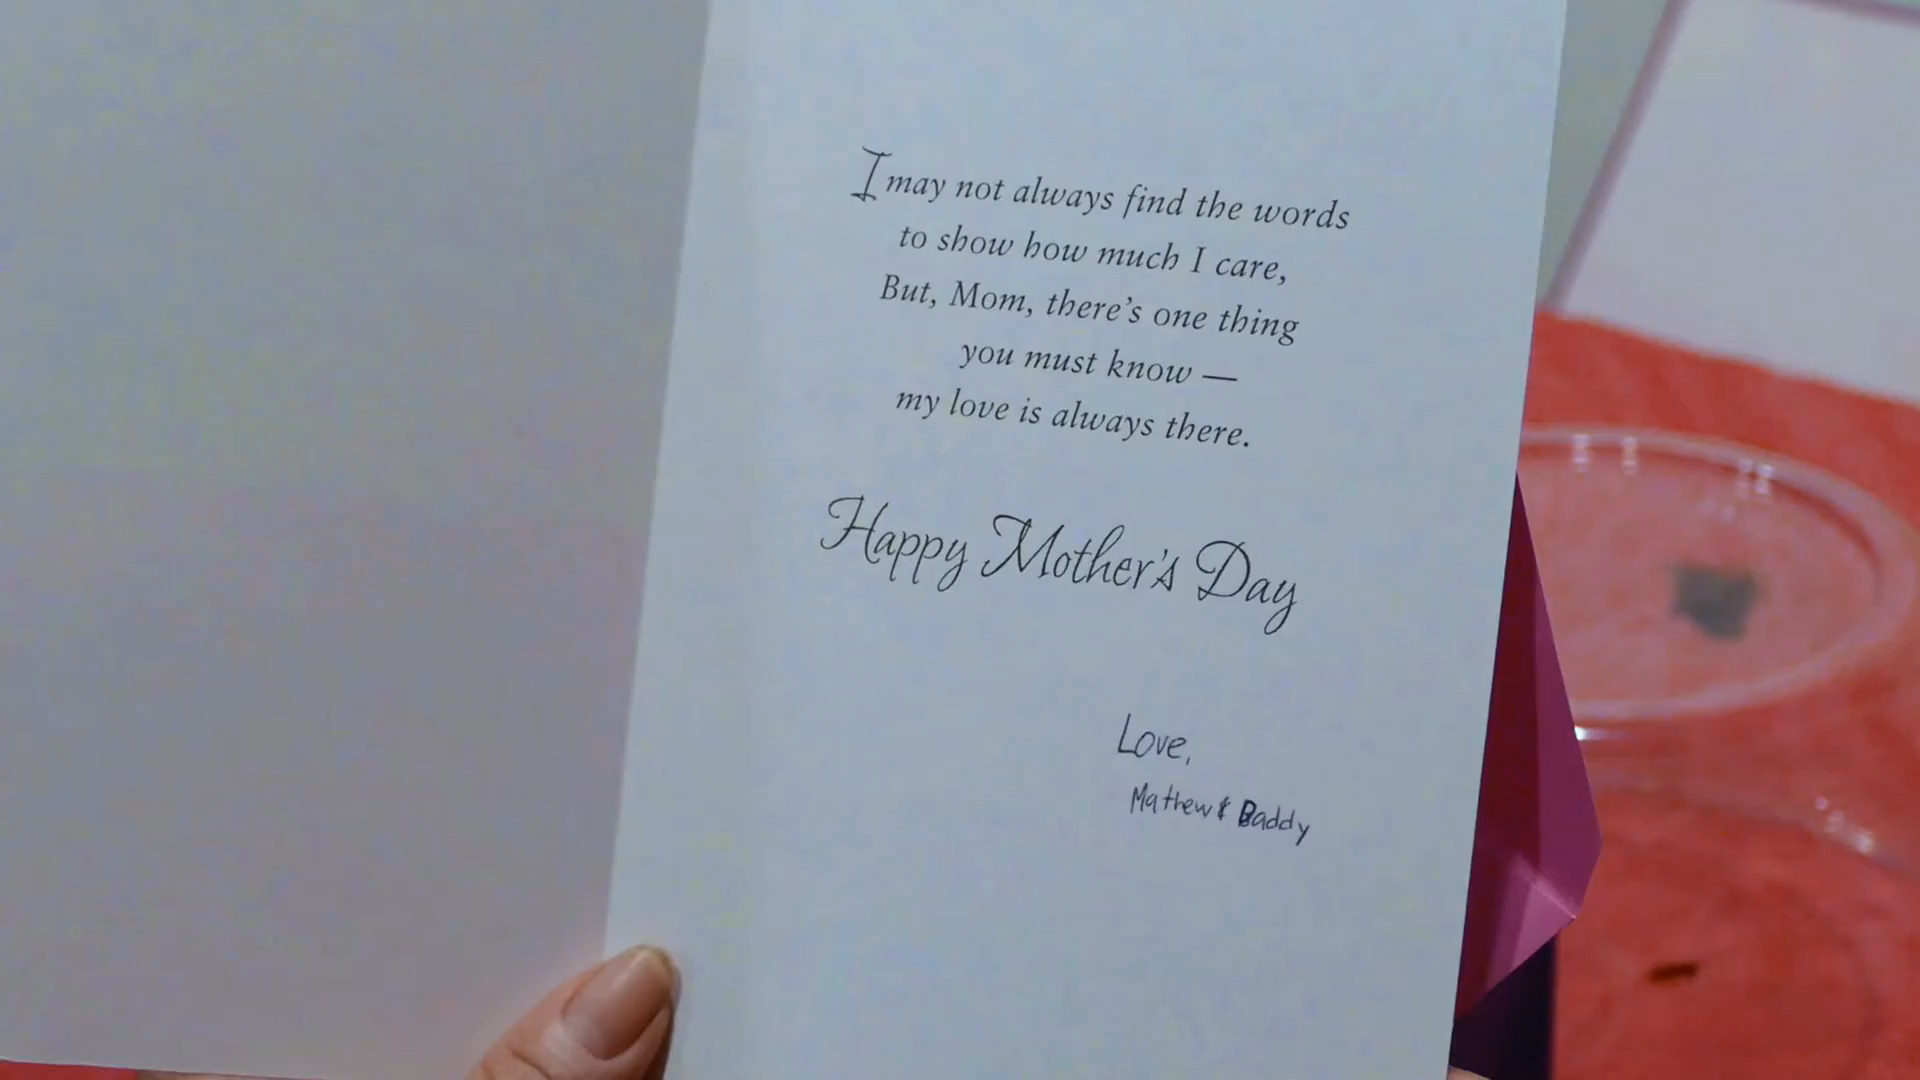 I may not always find the words
to show how much I care,
But, Mom, there's one thing
you must know —
my love is always there.
Happy Mother's Day
Love,
Mathew & Daddy